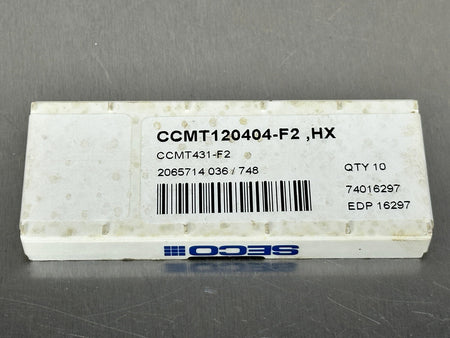 CCMT120404-F2 ,HX
CCMT431-F2
2065714 036 / 748
QTY 10
74016297
EDP 16297
SECO